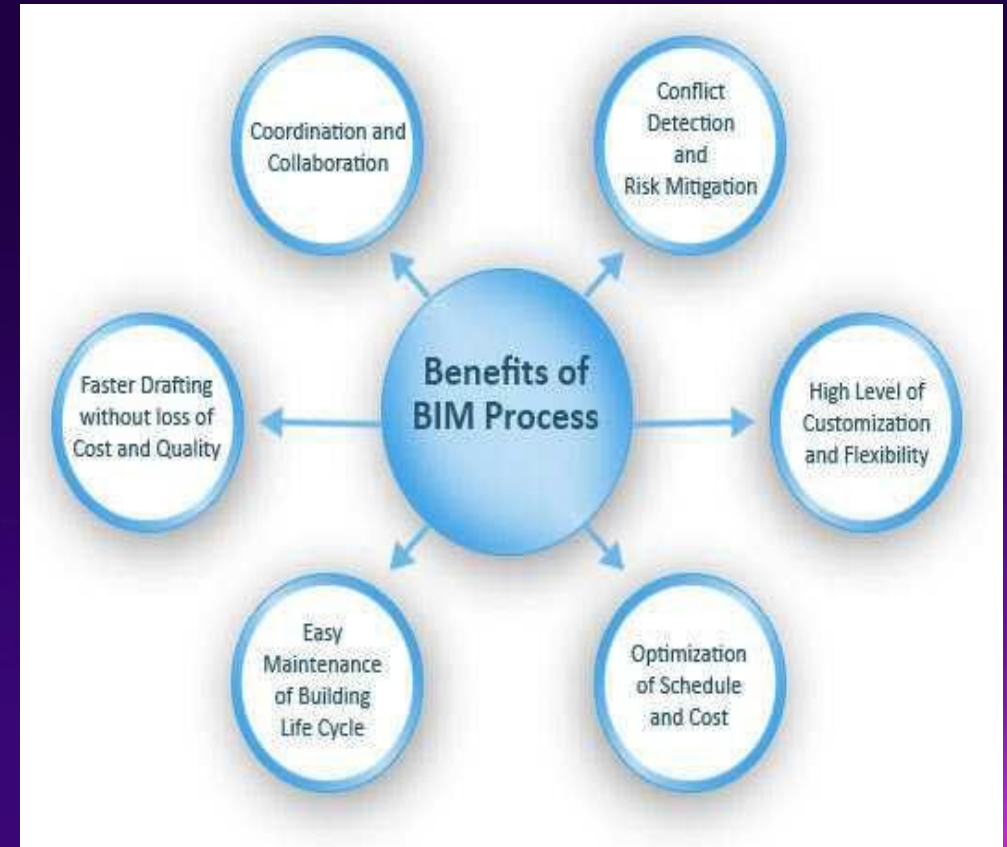 Coordination and
Collaboration
Conflict
Detection
and
Risk Mitigation
Faster Drafting
without loss of
Cost and Quality
Benefits of
BIM Process
High Level of
Customization
and Flexibility
Easy
Maintenance
of Building
Life Cycle
Optimization
of Schedule
and Cost